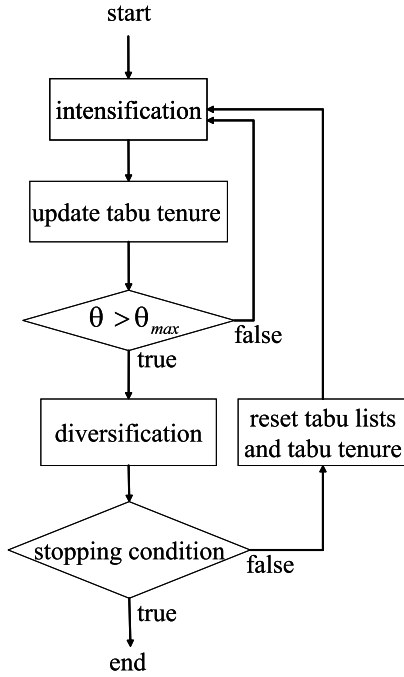 start
intensification
update tabu tenure
θ > θmax
false
true
diversification
reset tabu lists
and tabu tenure
stopping condition
false
true
end